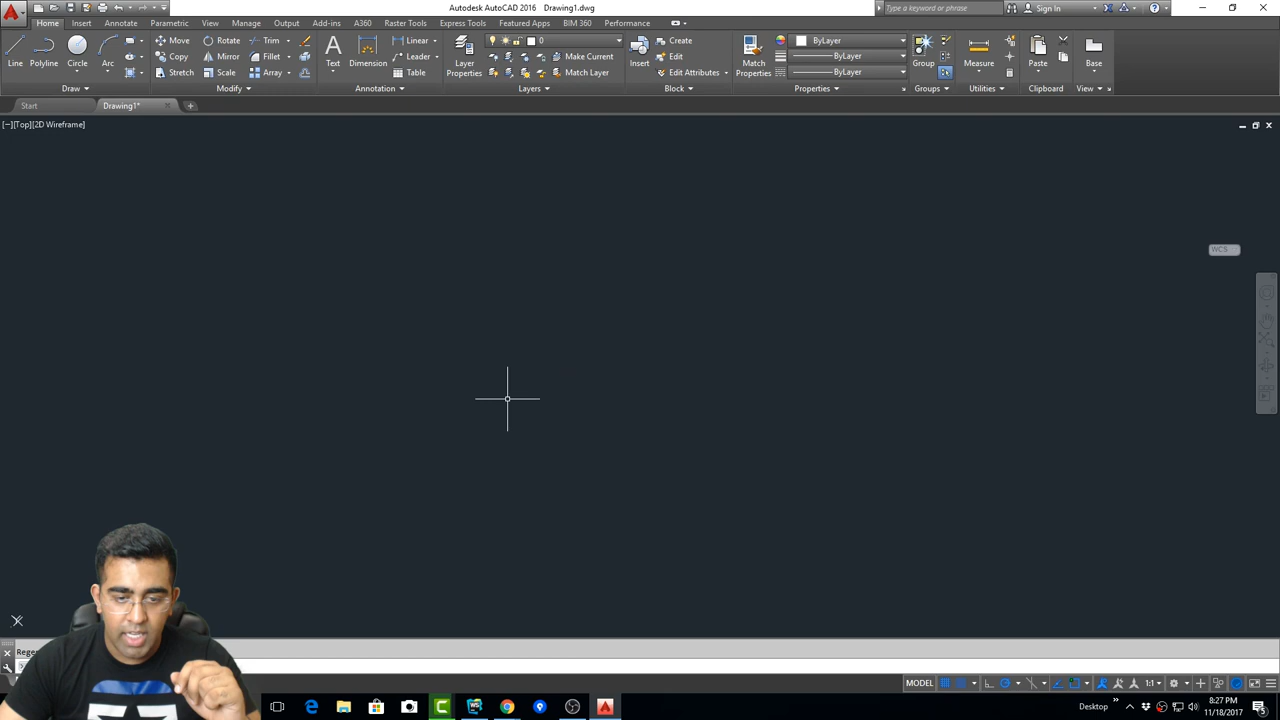 Autodesk AutoCAD 2016 Drawing1.dwg
Type a keyword or phrase
Sign In
Home Insert Annotate Parametric View Manage Output Add-ins A360 Raster Tools Express Tools Featured Apps BIM 360 Performance
Line Polyline Circle Arc
Move Rotate Trim
Copy Mirror Fillet
Stretch Scale Array
Text Dimension
Linear
Leader
Table
Layer Properties
0
Make Current
Match Layer
Insert
Create
Edit
Edit Attributes
Match Properties
ByLayer
ByLayer
ByLayer
Group
Measure
Paste
Base
Draw Modify Annotation Layers Block Properties Groups Utilities Clipboard View
Start Drawing1*
[−][Top][2D Wireframe]
WCS
MODEL 1:1
Desktop
8:27 PM
11/18/2017